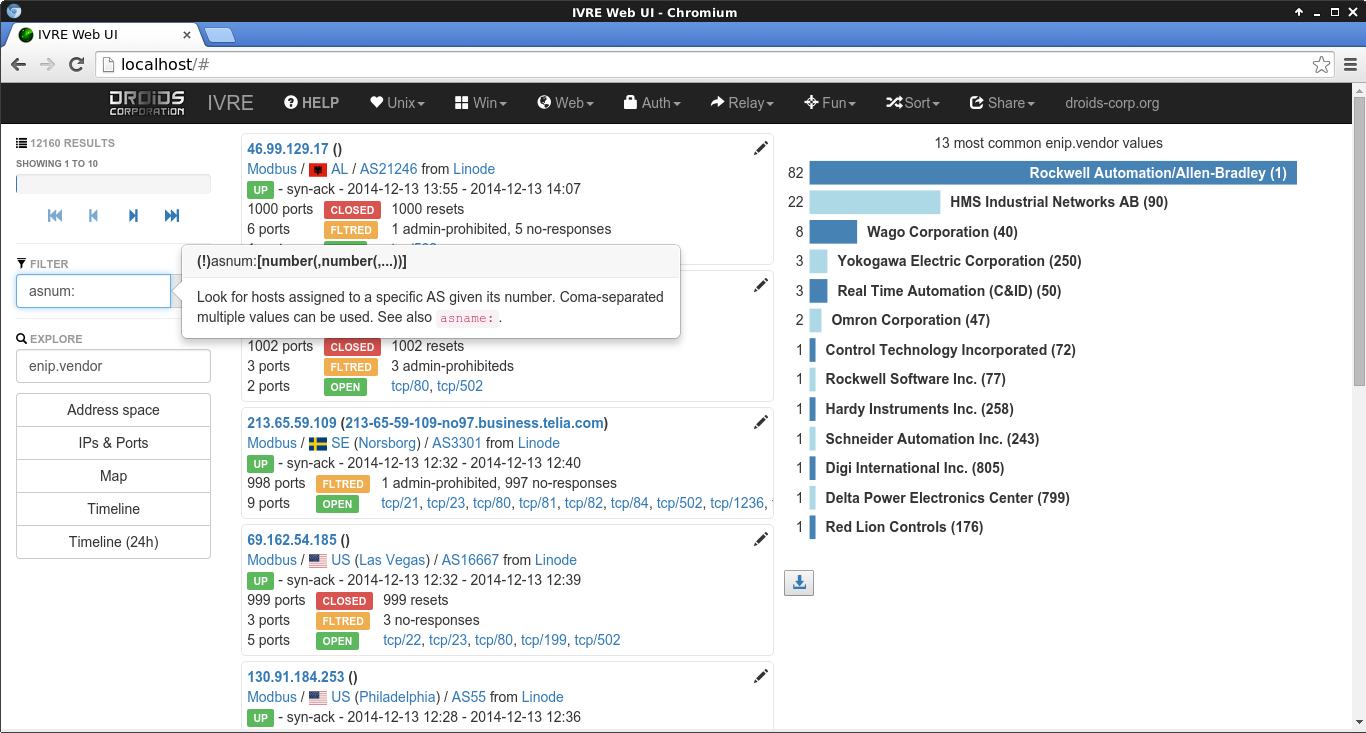 IVRE Web UI - Chromium
IVRE Web UI
localhost/#
DROIDS CORPORATION
IVRE
HELP
Unix
Win
Web
Auth
Relay
Fun
Sort
Share
droids-corp.org
12160 RESULTS
SHOWING 1 TO 10
FILTER
asnum:
EXPLORE
enip.vendor
Address space
IPs & Ports
Map
Timeline
Timeline (24h)
46.99.129.17 ()
Modbus / AL / AS21246 from Linode
UP - syn-ack - 2014-12-13 13:55 - 2014-12-13 14:07
1000 ports CLOSED 1000 resets
6 ports FLTRED 1 admin-prohibited, 5 no-responses
(!)asnum:[number(,number(,...))]
Look for hosts assigned to a specific AS given its number. Coma-separated
multiple values can be used. See also asname: .
1002 ports CLOSED 1002 resets
3 ports FLTRED 3 admin-prohibiteds
2 ports OPEN tcp/80, tcp/502
213.65.59.109 (213-65-59-109-no97.business.telia.com)
Modbus / SE (Norsborg) / AS3301 from Linode
UP - syn-ack - 2014-12-13 12:32 - 2014-12-13 12:40
998 ports FLTRED 1 admin-prohibited, 997 no-responses
9 ports OPEN tcp/21, tcp/23, tcp/80, tcp/81, tcp/82, tcp/84, tcp/502, tcp/1236,
69.162.54.185 ()
Modbus / US (Las Vegas) / AS16667 from Linode
UP - syn-ack - 2014-12-13 12:32 - 2014-12-13 12:39
999 ports CLOSED 999 resets
3 ports FLTRED 3 no-responses
5 ports OPEN tcp/22, tcp/23, tcp/80, tcp/199, tcp/502
130.91.184.253 ()
Modbus / US (Philadelphia) / AS55 from Linode
UP - syn-ack - 2014-12-13 12:28 - 2014-12-13 12:36
13 most common enip.vendor values
82 Rockwell Automation/Allen-Bradley (1)
22 HMS Industrial Networks AB (90)
8 Wago Corporation (40)
3 Yokogawa Electric Corporation (250)
3 Real Time Automation (C&ID) (50)
2 Omron Corporation (47)
1 Control Technology Incorporated (72)
1 Rockwell Software Inc. (77)
1 Hardy Instruments Inc. (258)
1 Schneider Automation Inc. (243)
1 Digi International Inc. (805)
1 Delta Power Electronics Center (799)
1 Red Lion Controls (176)